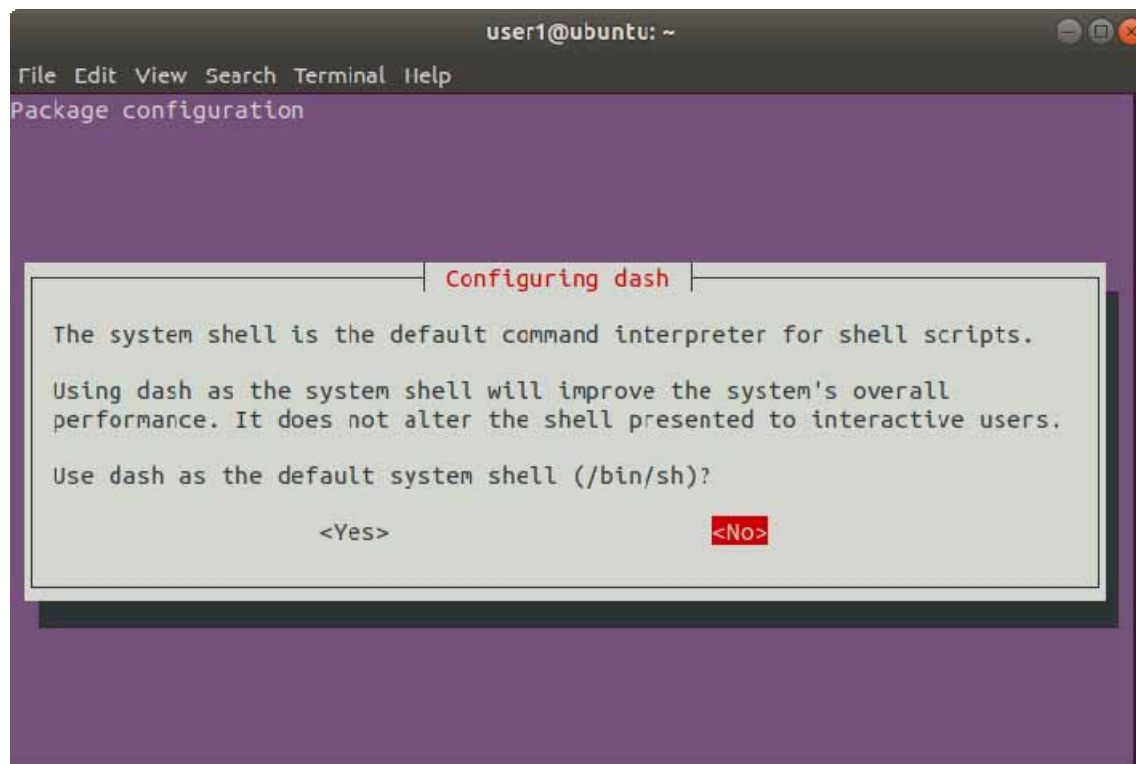 user1@ubuntu: ~
File Edit View Search Terminal Help
Package configuration
Configuring dash
The system shell is the default command interpreter for shell scripts.
Using dash as the system shell will improve the system's overall
performance. It does not alter the shell presented to interactive users.
Use dash as the default system shell (/bin/sh)?
<Yes> <No>